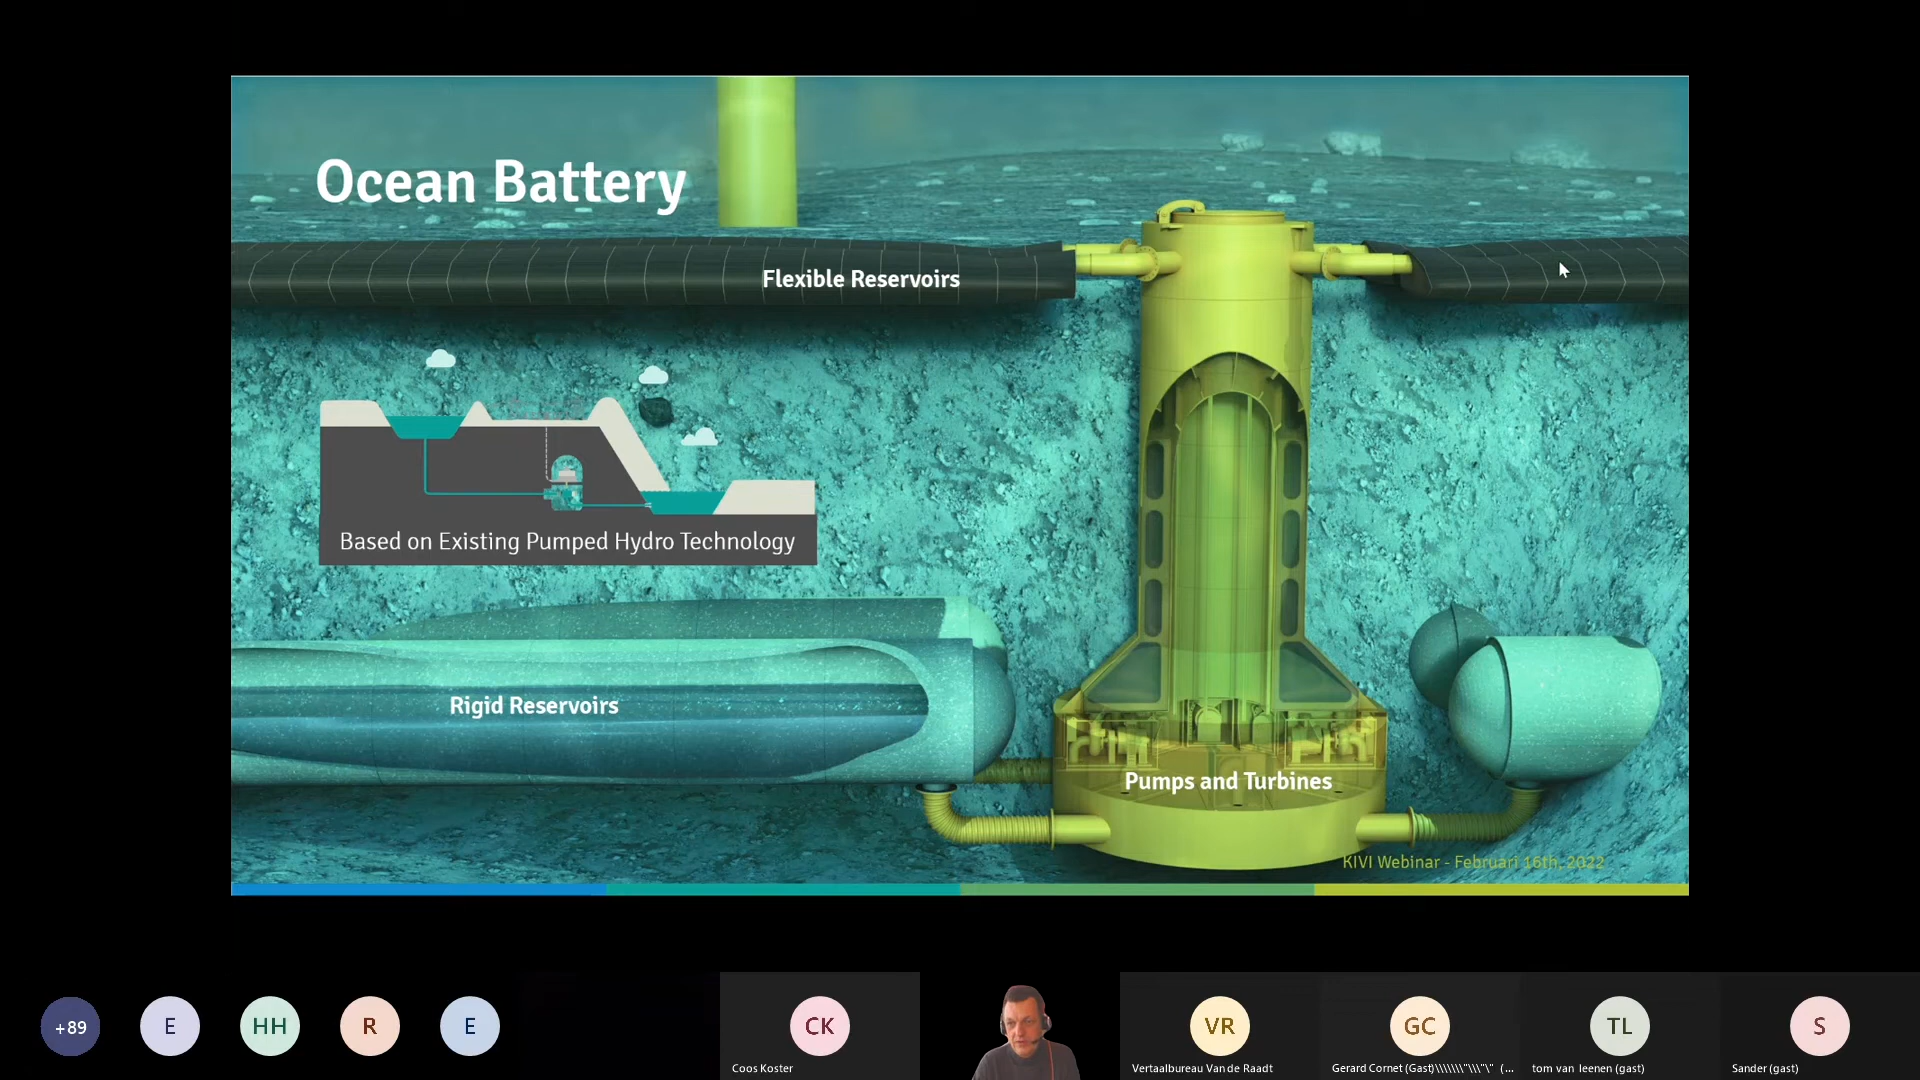 Ocean Battery
Flexible Reservoirs
Based on Existing Pumped Hydro Technology
Rigid Reservoirs
Pumps and Turbines
KIVI Webinar - Februari 16th, 2022
+89
E
HH
R
E
CK
VR
GC
TL
S
Coos Koster
Vertaalbureau Van de Raadt
Gerard Cornet (Gast)\\\\\\\"\\\"\" (...
tom van leenen (gast)
Sander (gast)